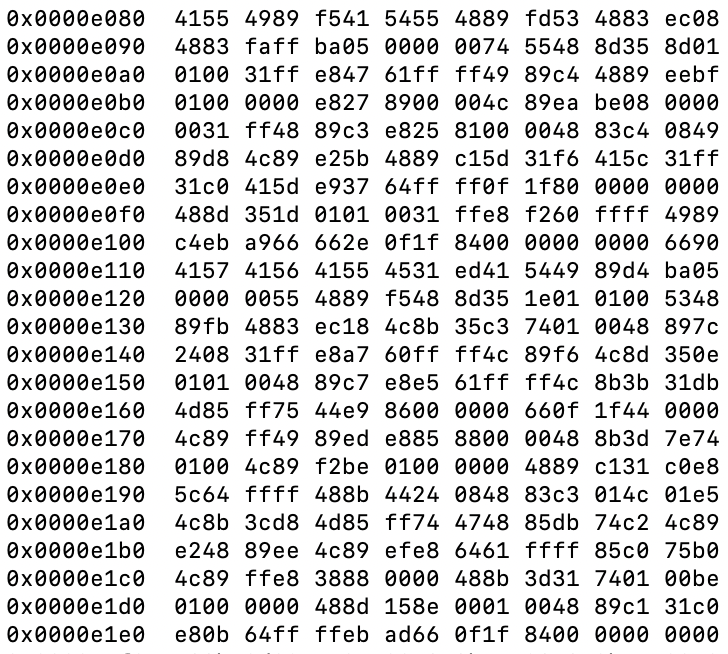 0x0000e080 4155 4989 f541 5455 4889 fd53 4883 ec08
0x0000e090 4883 faff ba05 0000 0074 5548 8d35 8d01
0x0000e0a0 0100 31ff e847 61ff ff49 89c4 4889 eebf
0x0000e0b0 0100 0000 e827 8900 004c 89ea be08 0000
0x0000e0c0 0031 ff48 89c3 e825 8100 0048 83c4 0849
0x0000e0d0 89d8 4c89 e25b 4889 c15d 31f6 415c 31ff
0x0000e0e0 31c0 415d e937 64ff ff0f 1f80 0000 0000
0x0000e0f0 488d 351d 0101 0031 ffe8 f260 ffff 4989
0x0000e100 c4eb a966 662e 0f1f 8400 0000 0000 6690
0x0000e110 4157 4156 4155 4531 ed41 5449 89d4 ba05
0x0000e120 0000 0055 4889 f548 8d35 1e01 0100 5348
0x0000e130 89fb 4883 ec18 4c8b 35c3 7401 0048 897c
0x0000e140 2408 31ff e8a7 60ff ff4c 89f6 4c8d 350e
0x0000e150 0101 0048 89c7 e8e5 61ff ff4c 8b3b 31db
0x0000e160 4d85 ff75 44e9 8600 0000 660f 1f44 0000
0x0000e170 4c89 ff49 89ed e885 8800 0048 8b3d 7e74
0x0000e180 0100 4c89 f2be 0100 0000 4889 c131 c0e8
0x0000e190 5c64 ffff 488b 4424 0848 83c3 014c 01e5
0x0000e1a0 4c8b 3cd8 4d85 ff74 4748 85db 74c2 4c89
0x0000e1b0 e248 89ee 4c89 efe8 6461 ffff 85c0 75b0
0x0000e1c0 4c89 ffe8 3888 0000 488b 3d31 7401 00be
0x0000e1d0 0100 0000 488d 158e 0001 0048 89c1 31c0
0x0000e1e0 e80b 64ff ffeb ad66 0f1f 8400 0000 0000